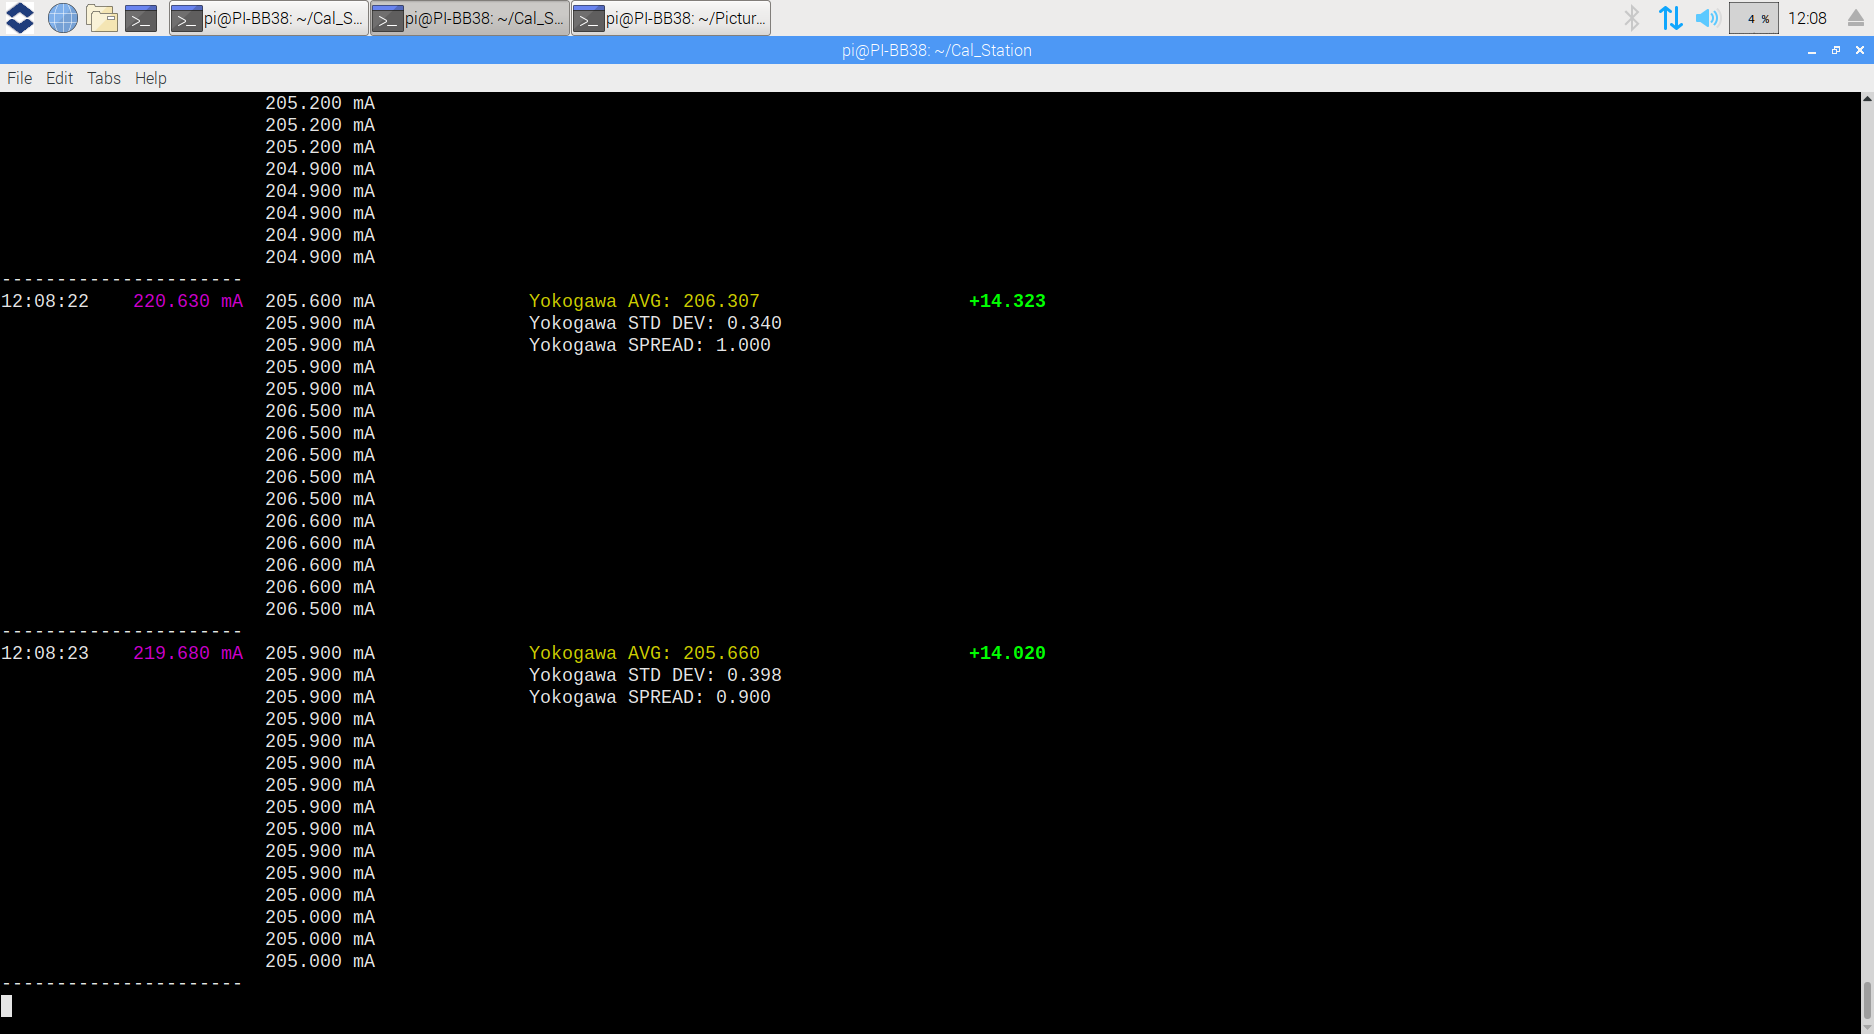 pi@PI-BB38: ~/Cal_S... pi@PI-BB38: ~/Cal_S... pi@PI-BB38: ~/Pictur... 4 % 12:08
pi@PI-BB38: ~/Cal_Station
File Edit Tabs Help
205.200 mA
205.200 mA
205.200 mA
204.900 mA
204.900 mA
204.900 mA
204.900 mA
204.900 mA
----------------------
12:08:22 220.630 mA 205.600 mA Yokogawa AVG: 206.307 +14.323
205.900 mA Yokogawa STD DEV: 0.340
205.900 mA Yokogawa SPREAD: 1.000
205.900 mA
205.900 mA
206.500 mA
206.500 mA
206.500 mA
206.500 mA
206.500 mA
206.600 mA
206.600 mA
206.600 mA
206.600 mA
206.500 mA
----------------------
12:08:23 219.680 mA 205.900 mA Yokogawa AVG: 205.660 +14.020
205.900 mA Yokogawa STD DEV: 0.398
205.900 mA Yokogawa SPREAD: 0.900
205.900 mA
205.900 mA
205.900 mA
205.900 mA
205.900 mA
205.900 mA
205.900 mA
205.900 mA
205.000 mA
205.000 mA
205.000 mA
205.000 mA
----------------------